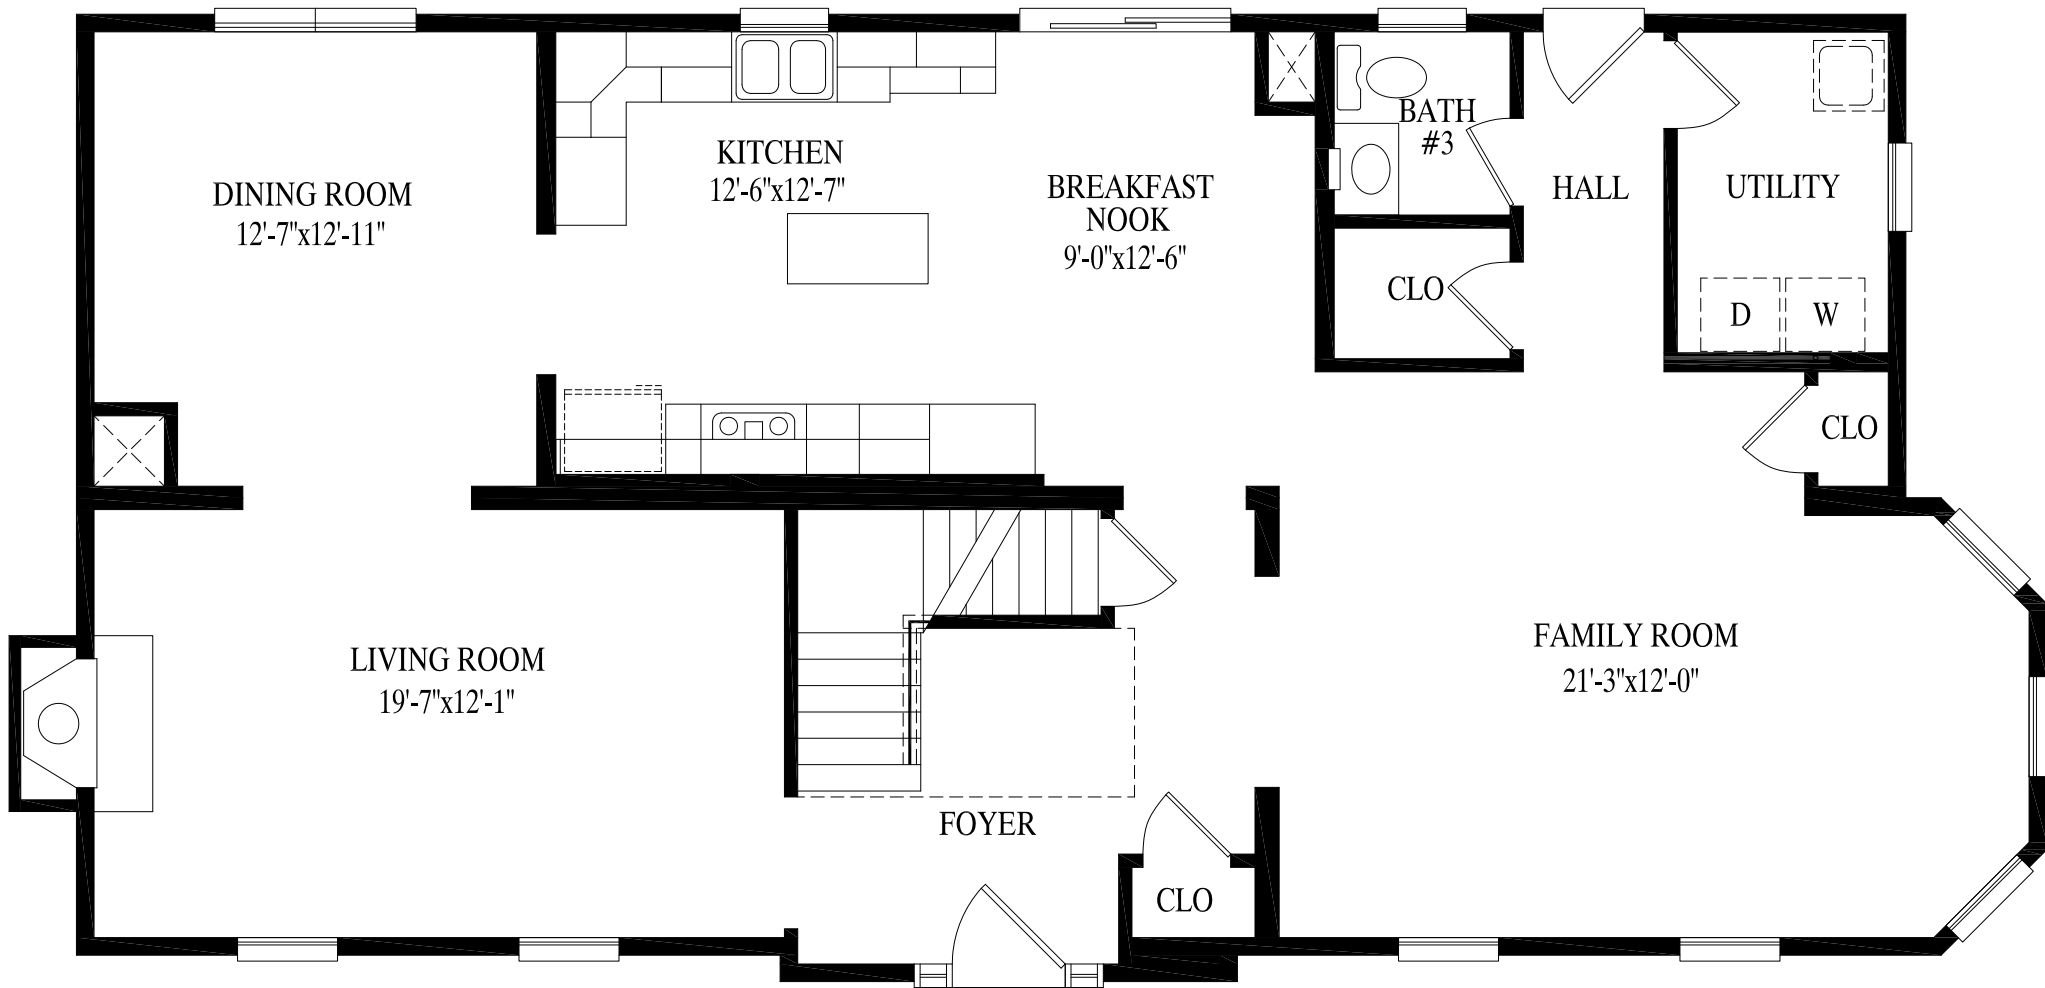 DINING ROOM
12'-7"x12'-11"
KITCHEN
12'-6"x12'-7"
BREAKFAST
NOOK
9'-0"x12'-6"
BATH
#3
HALL
UTILITY
CLO
D
W
CLO
LIVING ROOM
19'-7"x12'-1"
FAMILY ROOM
21'-3"x12'-0"
FOYER
CLO